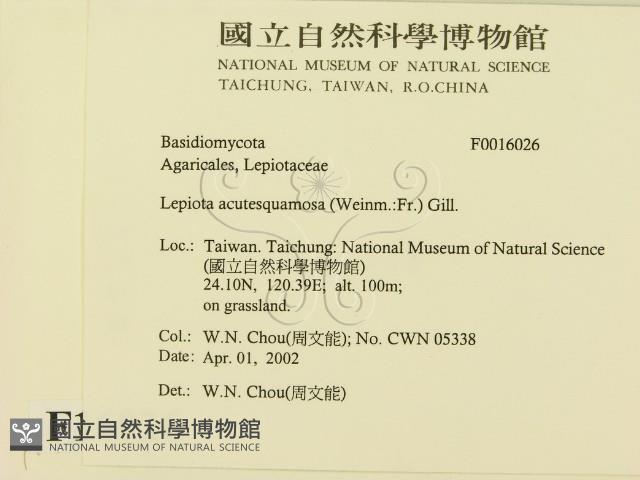 國立自然科學博物館
NATIONAL MUSEUM OF NATURAL SCIENCE
TAICHUNG, TAIWAN, R.O.CHINA
Basidiomycota F0016026
Agaricales, Lepiotaceae
Lepiota acutesquamosa (Weinm.:Fr.) Gill.
Loc.: Taiwan. Taichung: National Museum of Natural Science
(國立自然科學博物館)
24.10N, 120.39E; alt. 100m;
on grassland.
Col.: W.N. Chou(周文能); No. CWN 05338
Date: Apr. 01, 2002
Det.: W.N. Chou(周文能)
F1
國立自然科學博物館
NATIONAL MUSEUM OF NATURAL SCIENCE